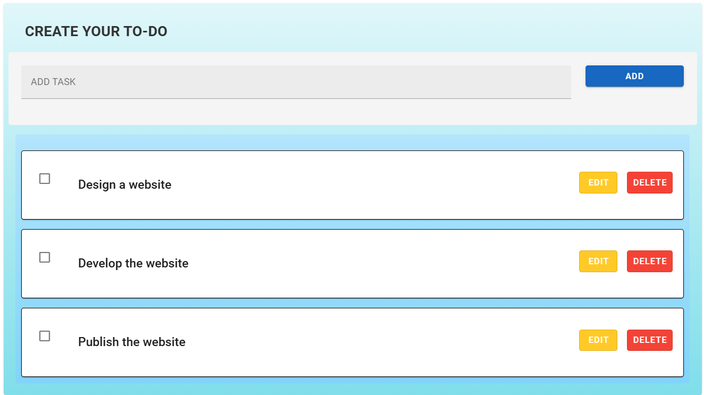 CREATE YOUR TO-DO
ADD TASK
ADD
Design a website
EDIT
DELETE
Develop the website
EDIT
DELETE
Publish the website
EDIT
DELETE